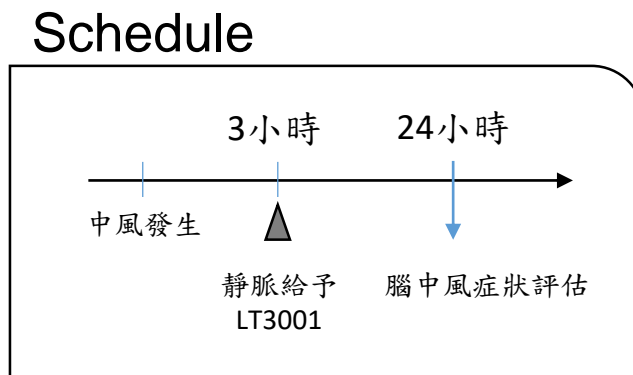 Schedule
3小時
24小時
中風發生
靜脈給予
LT3001
腦中風症狀評估